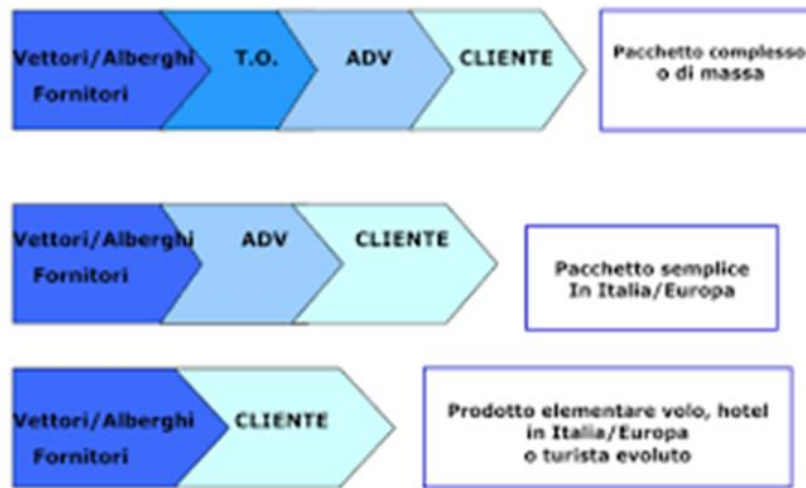 Vettori/Alberghi
Fornitori
T.O.
ADV
CLIENTE
Pacchetto complesso
o di massa
Vettori/Alberghi
Fornitori
ADV
CLIENTE
Pacchetto semplice
In Italia/Europa
Vettori/Alberghi
Fornitori
CLIENTE
Prodotto elementare volo, hotel
in Italia/Europa
o turista evoluto